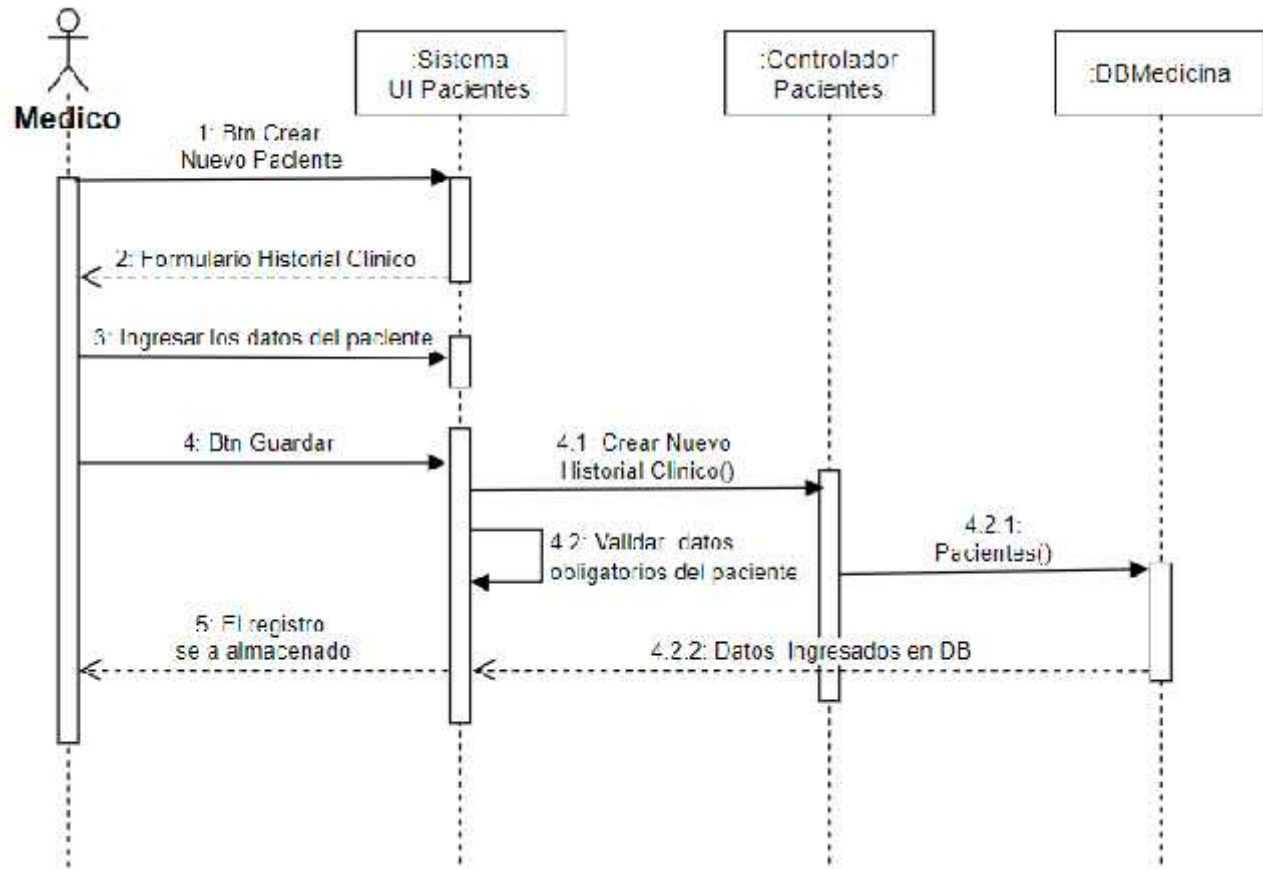 :Sistema
UI Pacientes
:Controlador
Pacientes
:DBMedicina
Medico
1: Btn Crear
Nuevo Paciente
2: Formulario Historial Clinico
3: Ingresar los datos del paciente
4: Btn Guardar
4.1: Crear Nuevo
Historial Clinico()
4.2: Validar datos
obligatorios del paciente
4.2.1:
Pacientes()
5: El registro
se a almacenado
4.2.2: Datos Ingresados en DB